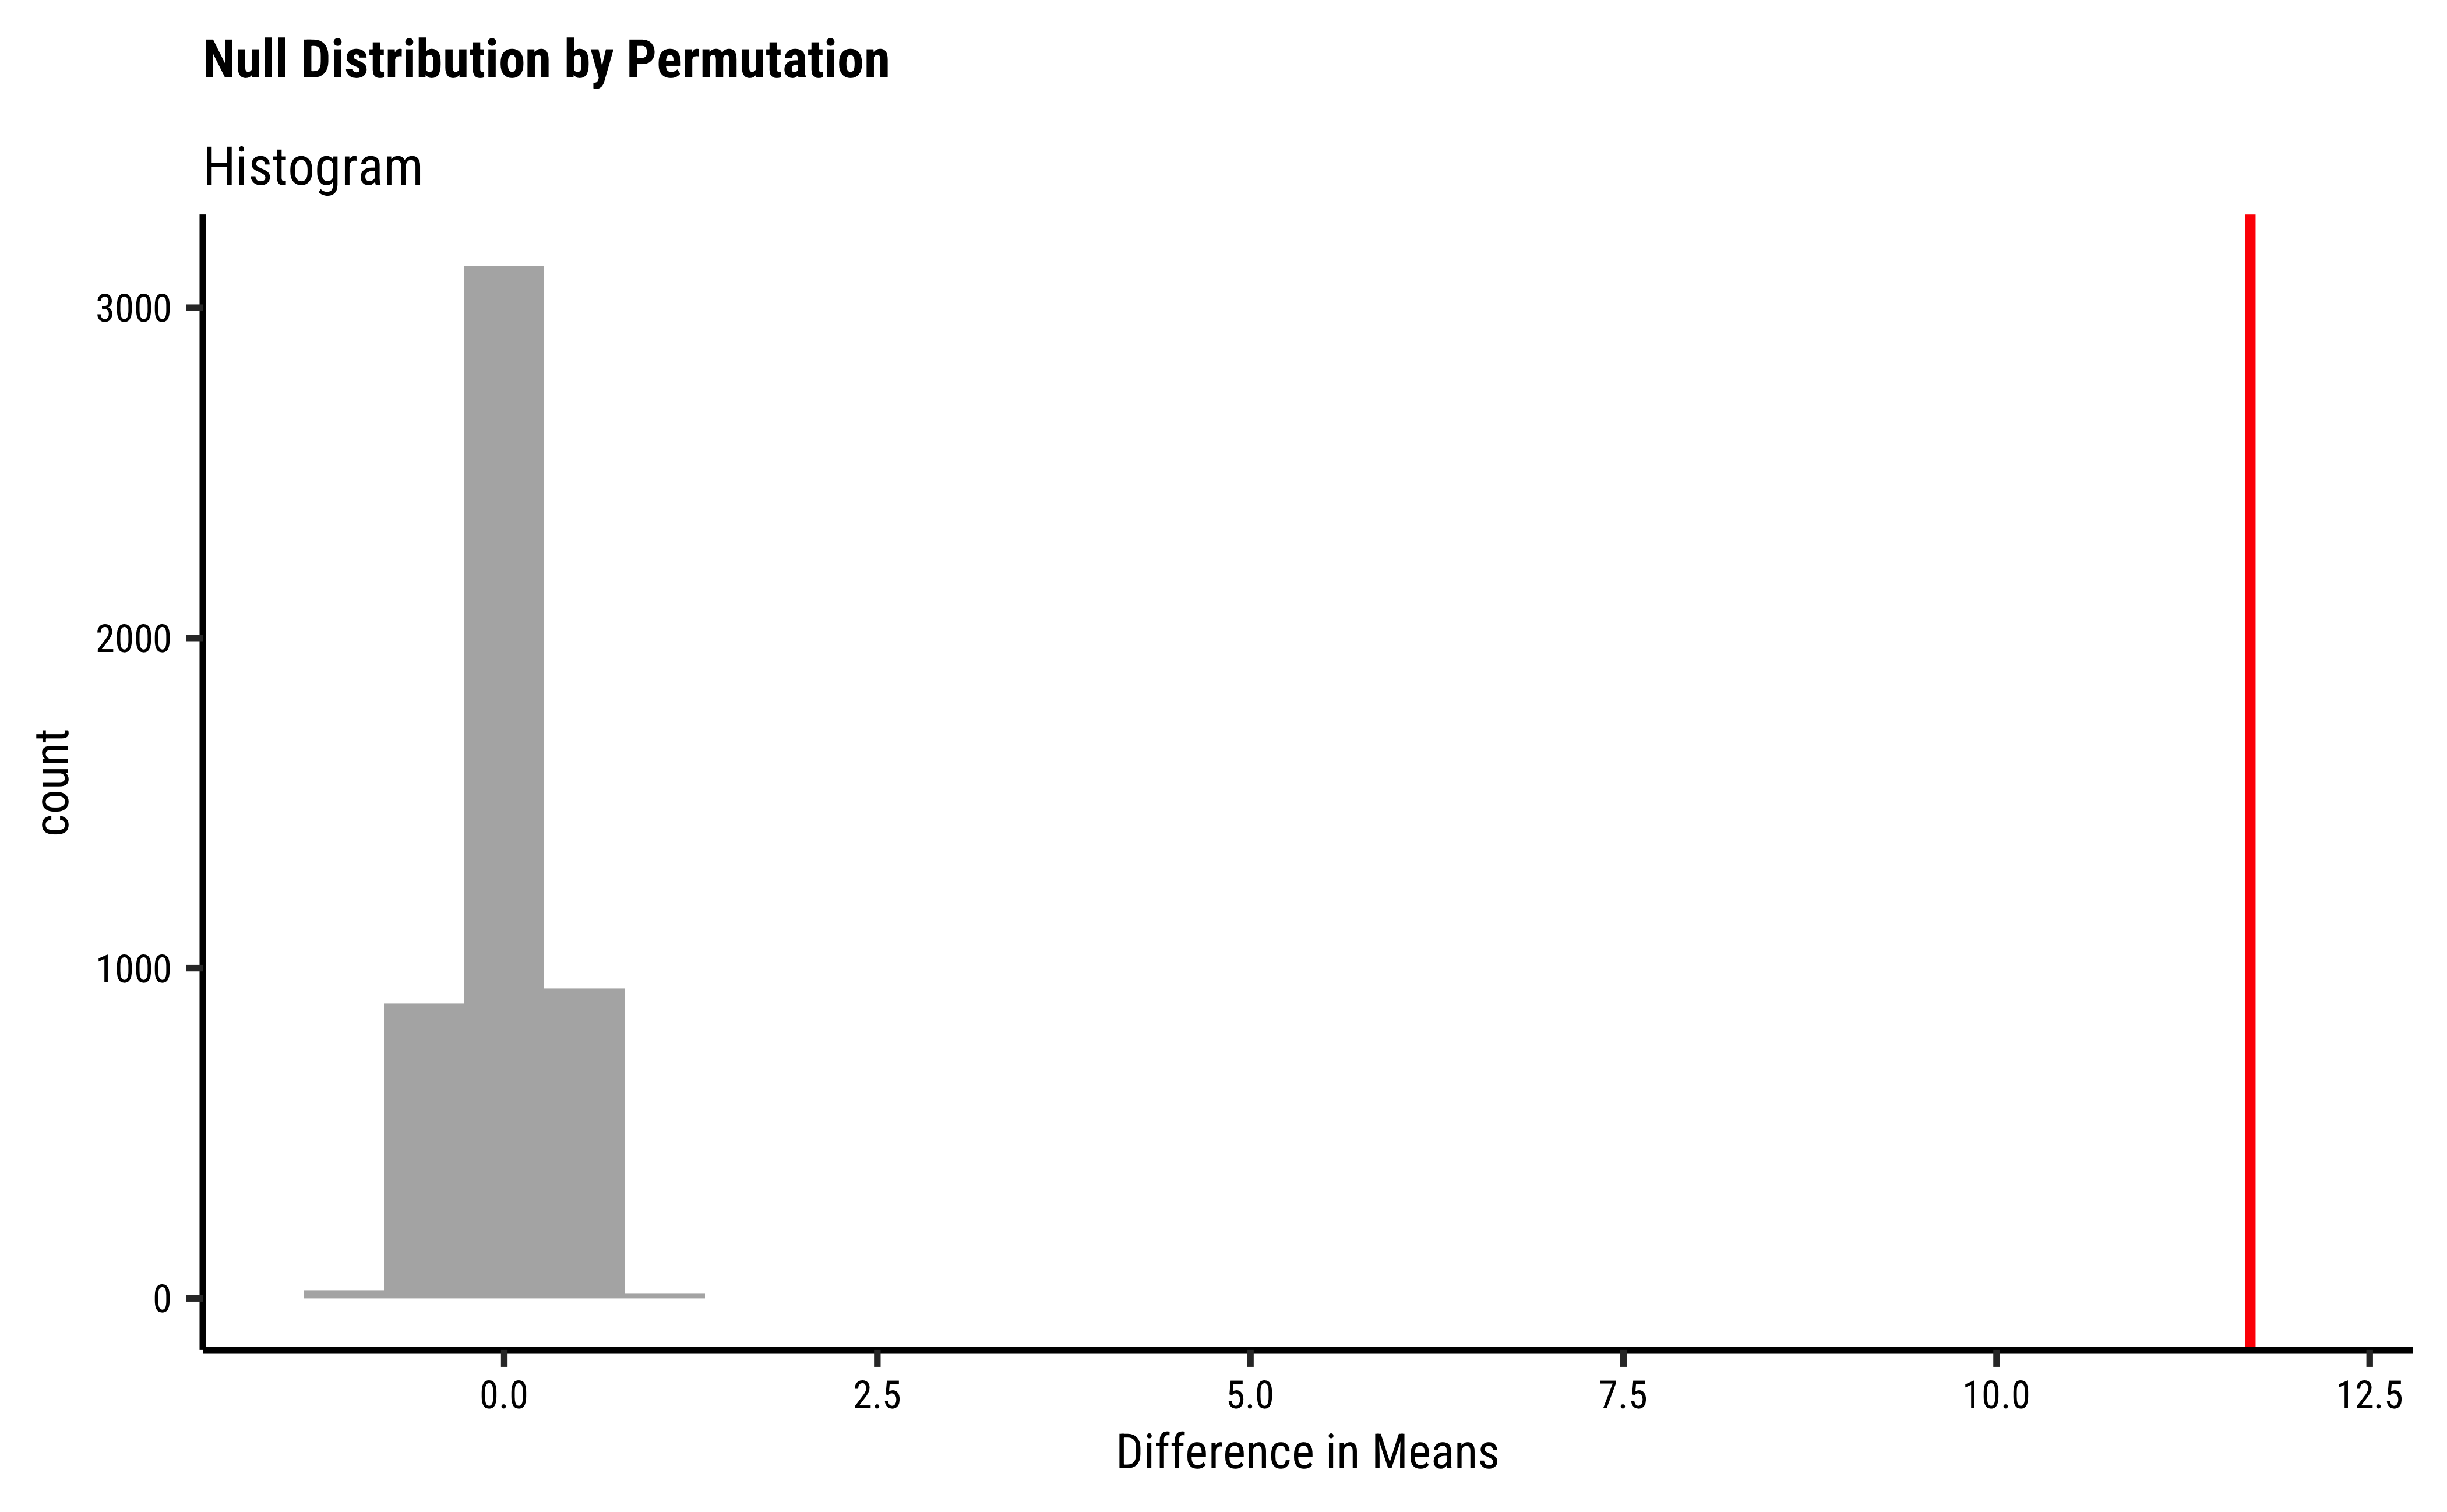 Null Distribution by Permutation
Histogram
3000
2000
1000
0
count
0.0 2.5 5.0 7.5 10.0 12.5
Difference in Means